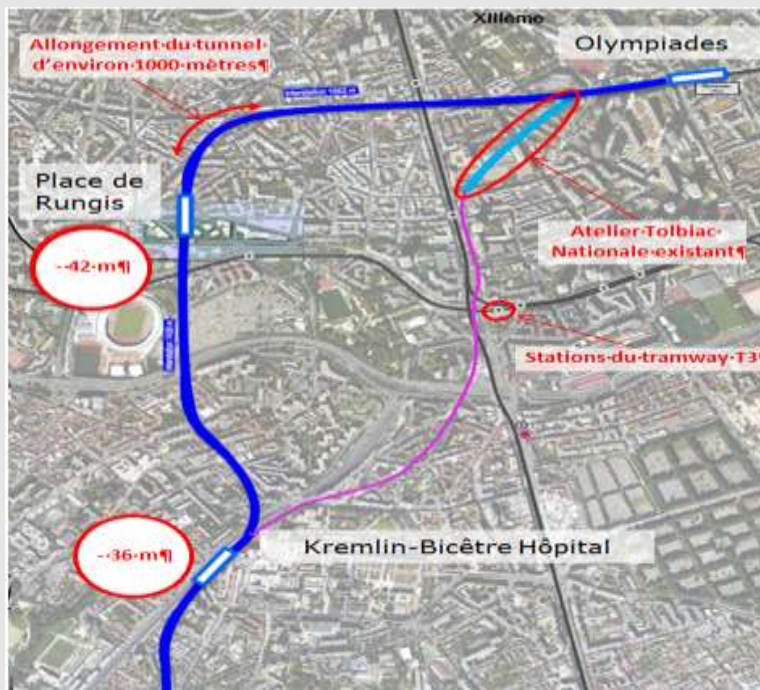 XIIIème
Allongement·du·tunnel·
d'environ·1000·mètres¶
Olympiades
Place de
Rungis
--42·m¶
Atelier·Tolbiac·
Nationale·existant¶
Stations·du·tramway·T3
--36·m¶
Kremlin-Bicêtre Hôpital